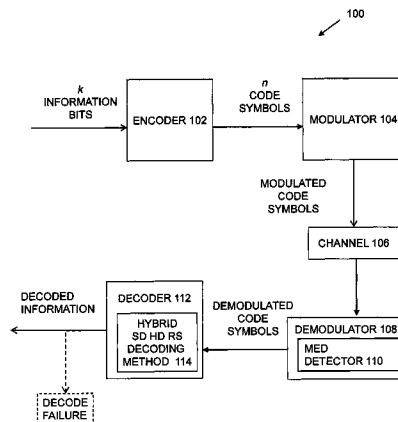 100
k
INFORMATION
BITS
ENCODER 102
n
CODE
SYMBOLS
MODULATOR 104
MODULATED
CODE
SYMBOLS
CHANNEL 106
DEMODULATOR 108
MED
DETECTOR 110
DEMODULATED
CODE
SYMBOLS
DECODER 112
HYBRID
SD HD RS
DECODING
METHOD 114
DECODED
INFORMATION
DECODE
FAILURE